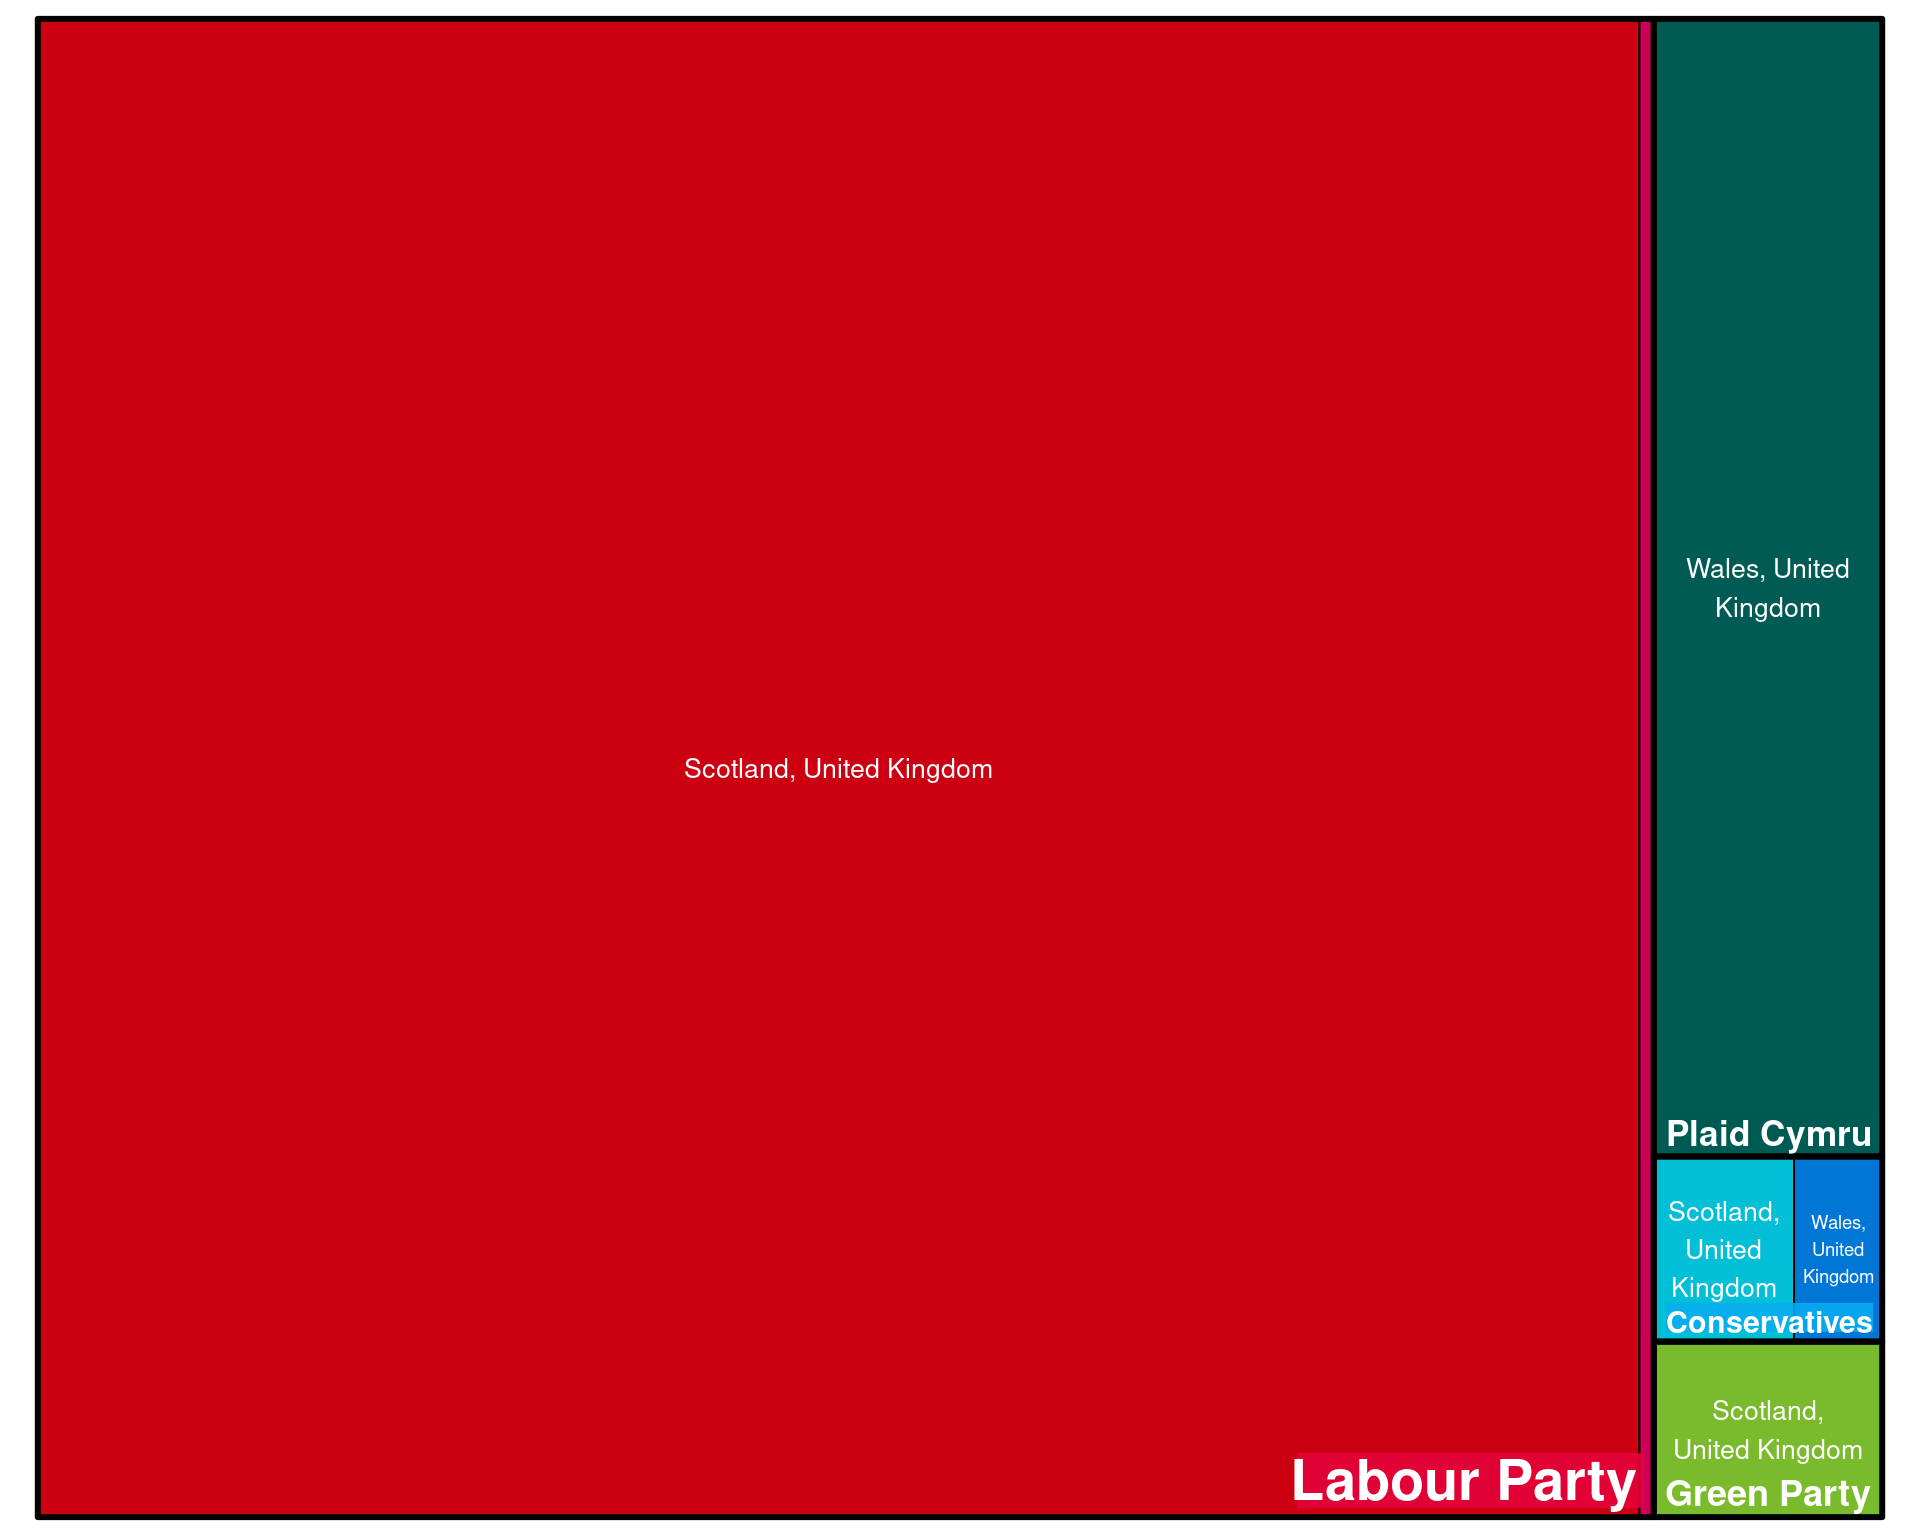 Scotland, United Kingdom
Labour Party
Wales, United
Kingdom
Plaid Cymru
Scotland,
United
Kingdom
Wales,
United
Kingdom
Conservatives
Scotland,
United Kingdom
Green Party